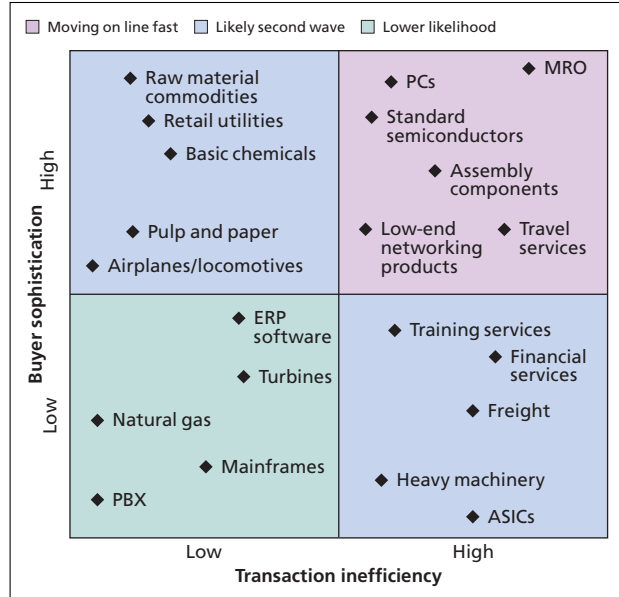 Moving on line fast
Likely second wave
Lower likelihood
Buyer sophistication
High
Low
Raw material
commodities
Retail utilities
Basic chemicals
Pulp and paper
Airplanes/locomotives
MRO
PCs
Standard
semiconductors
Assembly
components
Low-end
networking
products
Travel
services
ERP
software
Turbines
Natural gas
Mainframes
PBX
Training services
Financial
services
Freight
Heavy machinery
ASICs
Low
High
Transaction inefficiency